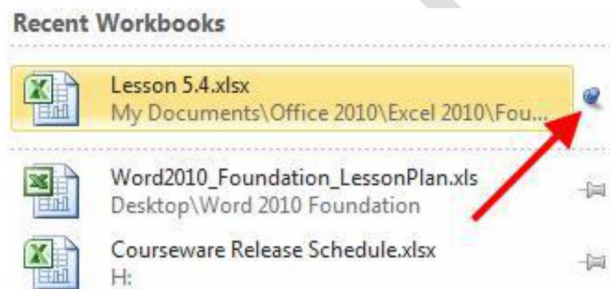 Recent Workbooks
Lesson 5.4.xlsx
My Documents\Office 2010\Excel 2010\Fou...
Word2010_Foundation_LessonPlan.xls
Desktop\Word 2010 Foundation
Courseware Release Schedule.xlsx
H: